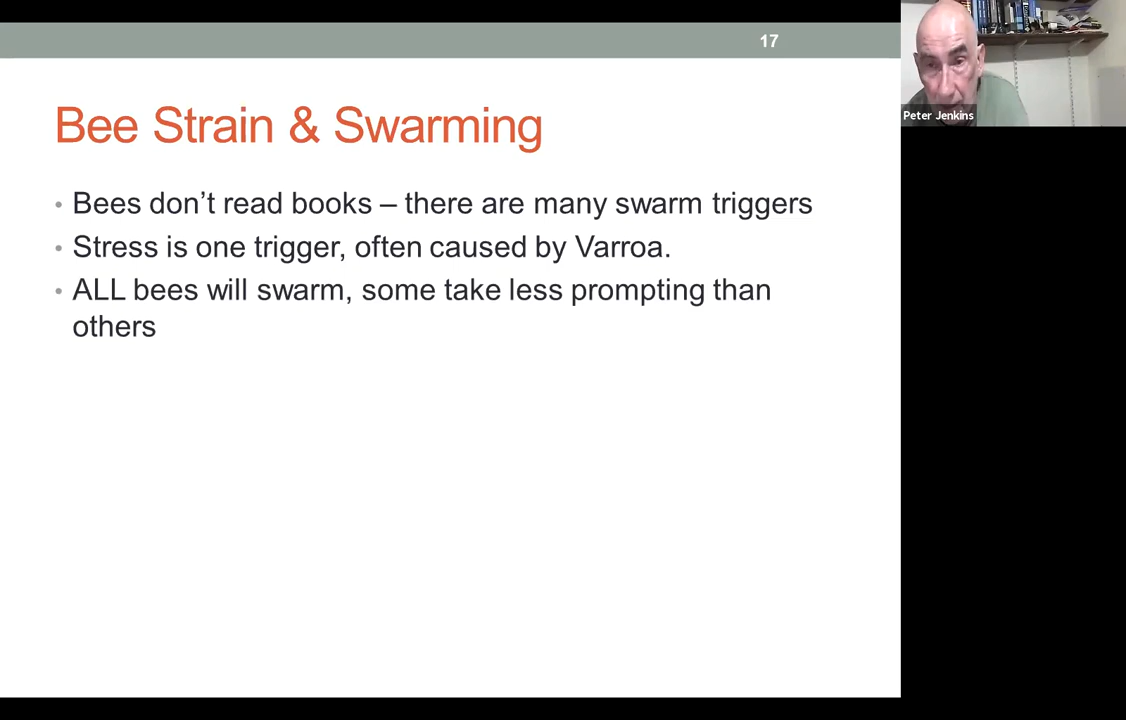 17
Bee Strain & Swarming
• Bees don’t read books – there are many swarm triggers
• Stress is one trigger, often caused by Varroa.
• ALL bees will swarm, some take less prompting than
others
Peter Jenkins